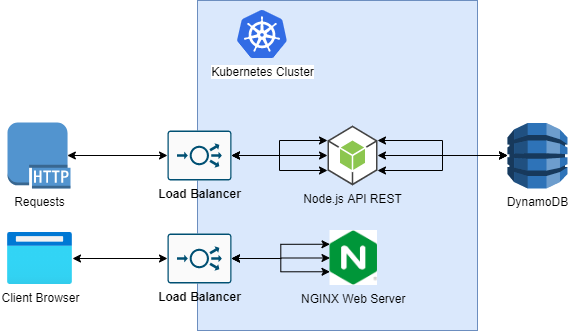 Kubernetes Cluster
HTTP
Requests
Load Balancer
Node.js API REST
DynamoDB
Client Browser
Load Balancer
N
NGINX Web Server